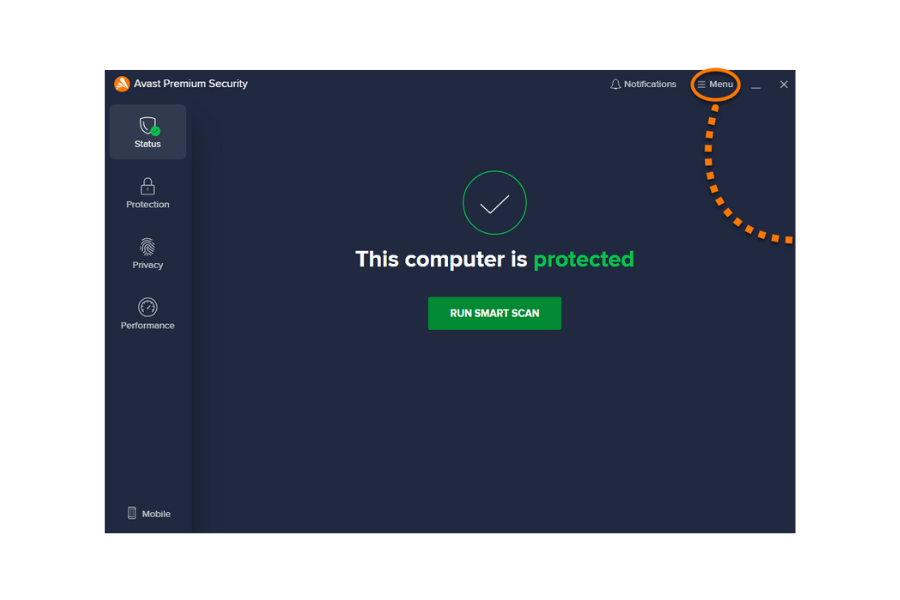 Avast Premium Security
Notifications
Menu
Status
Protection
Privacy
Performance
This computer is protected
RUN SMART SCAN
Mobile